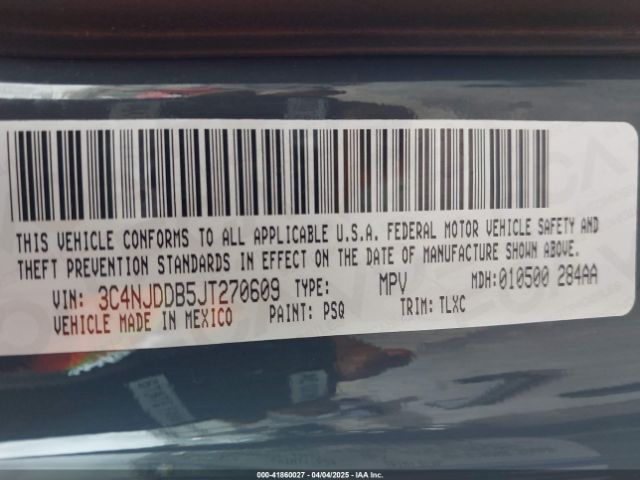 THIS VEHICLE CONFORMS TO ALL APPLICABLE U.S.A. FEDERAL MOTOR VEHICLE SAFETY AND
THEFT PREVENTION STANDARDS IN EFFECT ON THE DATE OF MANUFACTURE SHOWN ABOVE.
VIN: 3C4NJDDB5JT270609 TYPE: MPV MDH:010500 284AA
VEHICLE MADE IN MEXICO PAINT: PSQ TRIM: TLXC
000-41860027 - 04/04/2025 - IAA Inc.